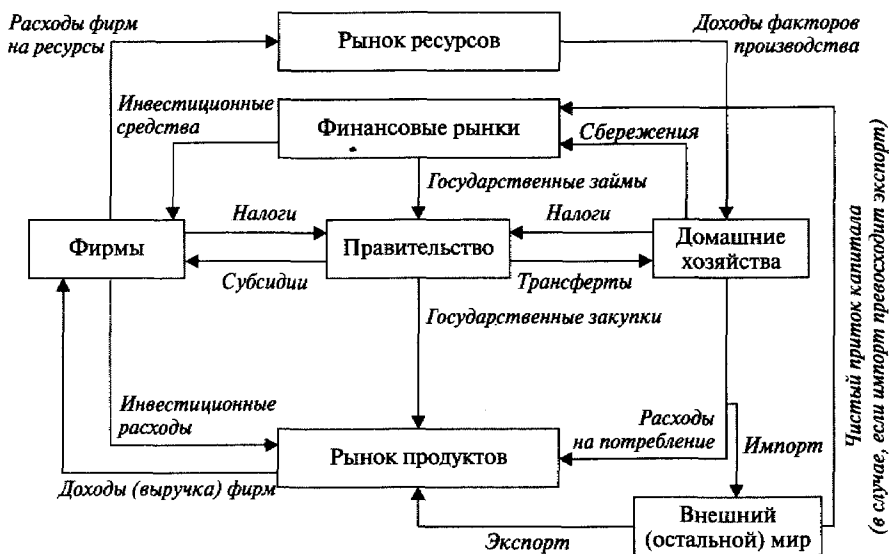 Расходы фирм
на ресурсы
Рынок ресурсов
Доходы факторов
производства
Инвестиционные
средства
Финансовые рынки
Сбережения
Государственные займы
Налоги
Налоги
Фирмы
Правительство
Домашние
хозяйства
Субсидии
Трансферты
Государственные закупки
Чистый приток капитала
(в случае, если импорт превосходит экспорт)
Инвестиционные
расходы
Расходы
на потребление
Импорт
Рынок продуктов
Доходы (выручка) фирм
Экспорт
Внешний
(остальной) мир